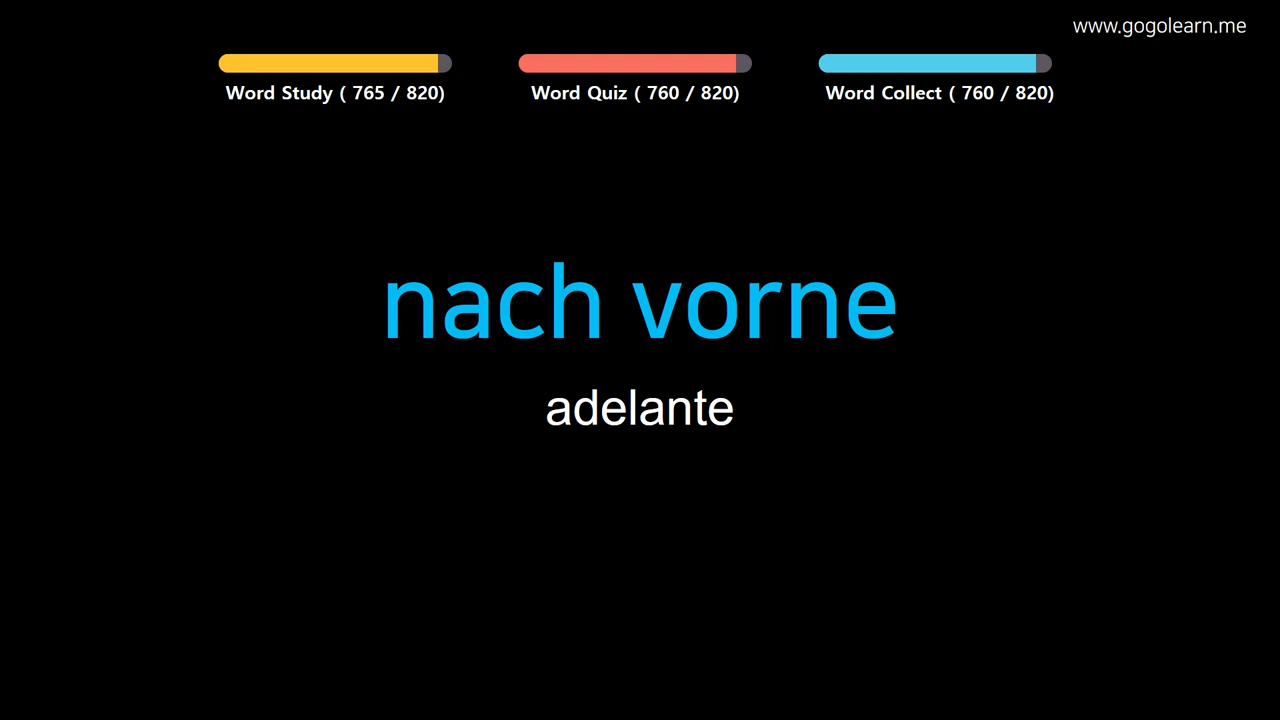 www.gogolearn.me
Word Study ( 765 / 820)
Word Quiz ( 760 / 820)
Word Collect ( 760 / 820)
nach vorne
adelante